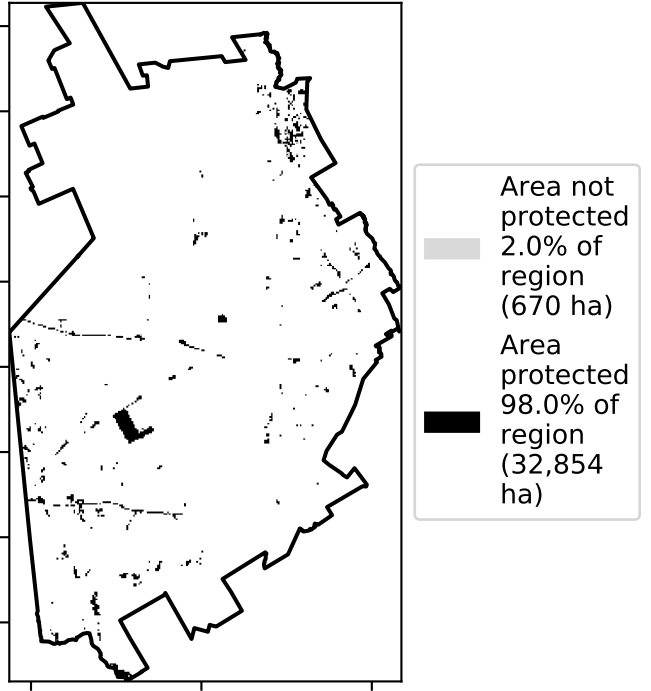 Area not
protected
2.0% of
region
(670 ha)
Area
protected
98.0% of
region
(32,854
ha)